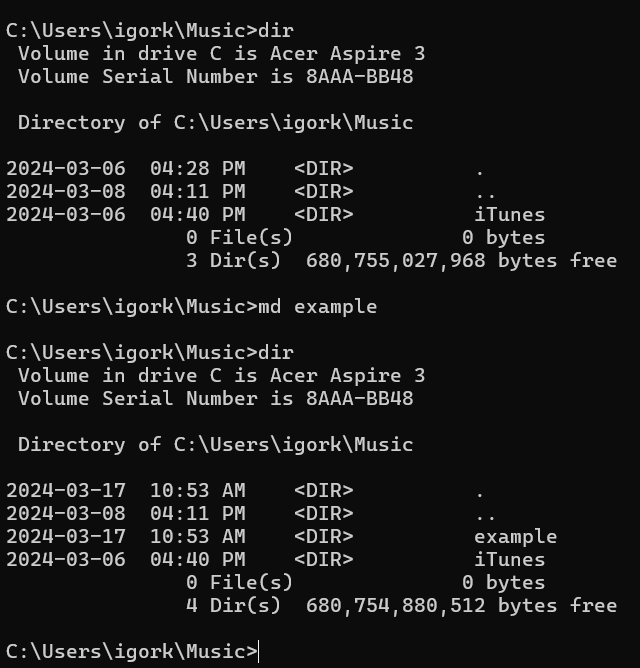 C:\Users\igork\Music>dir
 Volume in drive C is Acer Aspire 3
 Volume Serial Number is 8AAA-BB48

 Directory of C:\Users\igork\Music

2024-03-06  04:28 PM    <DIR>          .
2024-03-08  04:11 PM    <DIR>          ..
2024-03-06  04:40 PM    <DIR>          iTunes
               0 File(s)              0 bytes
               3 Dir(s)  680,755,027,968 bytes free

C:\Users\igork\Music>md example

C:\Users\igork\Music>dir
 Volume in drive C is Acer Aspire 3
 Volume Serial Number is 8AAA-BB48

 Directory of C:\Users\igork\Music

2024-03-17  10:53 AM    <DIR>          .
2024-03-08  04:11 PM    <DIR>          ..
2024-03-17  10:53 AM    <DIR>          example
2024-03-06  04:40 PM    <DIR>          iTunes
               0 File(s)              0 bytes
               4 Dir(s)  680,754,880,512 bytes free

C:\Users\igork\Music>